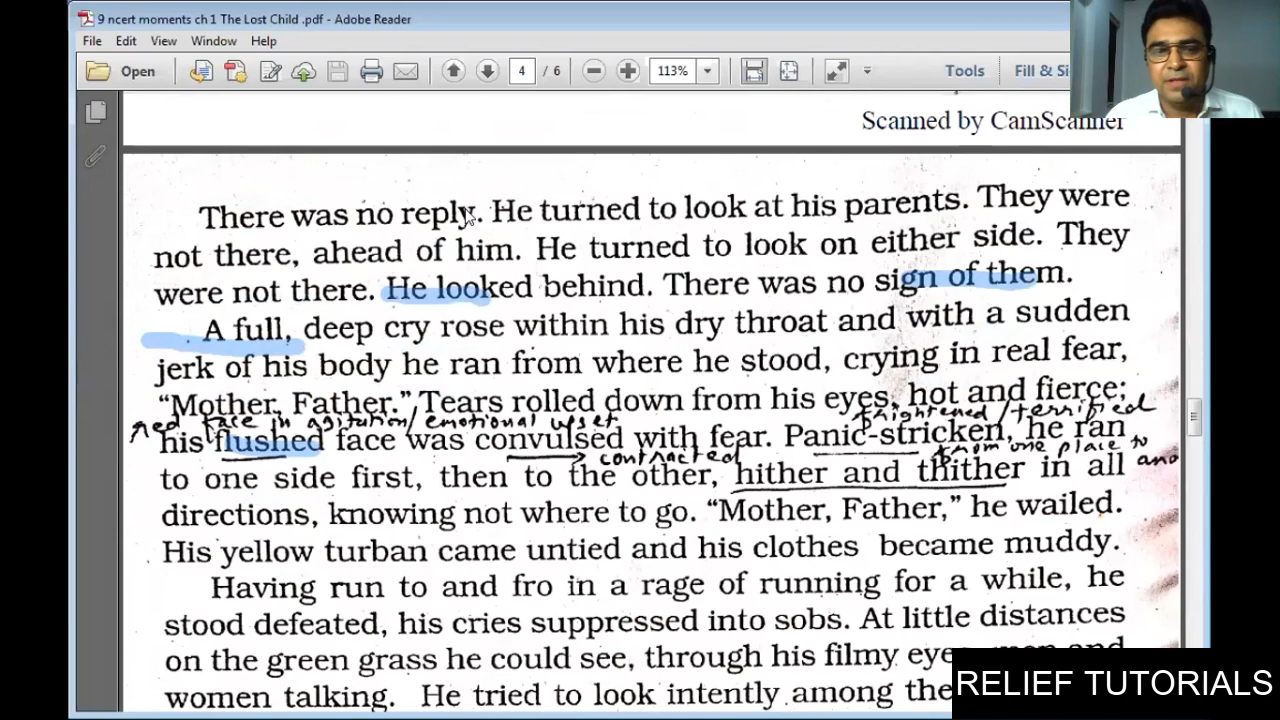 9 ncert moments ch 1 The Lost Child .pdf - Adobe Reader
File Edit View Window Help
Open 4 / 6 113% Tools Fill & Si
Scanned by CamScanner
There was no reply. He turned to look at his parents. They were
not there, ahead of him. He turned to look on either side. They
were not there. He looked behind. There was no sign of them.
A full, deep cry rose within his dry throat and with a sudden
jerk of his body he ran from where he stood, crying in real fear,
“Mother, Father.” Tears rolled down from his eyes, hot and fierce;
red face in agitution/emotional upset frightened/terrified
his flushed face was convulsed with fear. Panic-stricken, he ran
contracted from one place to
to one side first, then to the other, hither and thither in all
ano
directions, knowing not where to go. “Mother, Father,” he wailed.
His yellow turban came untied and his clothes became muddy.
Having run to and fro in a rage of running for a while, he
stood defeated, his cries suppressed into sobs. At little distances
on the green grass he could see, through his filmy eyes, men and
women talking. He tried to look intently among the
RELIEF TUTORIALS